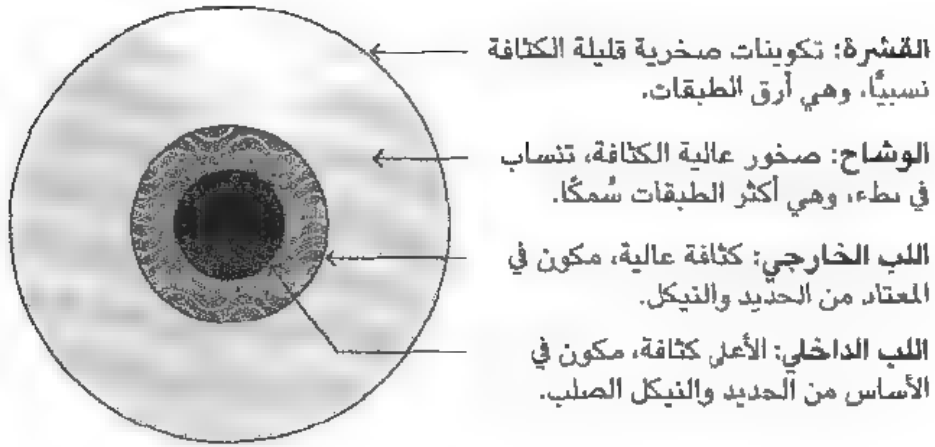 القشرة: تكوينات صخرية قليلة الكثافة
نسبيًّا، وهي أرق الطبقات.
الوشاح: صخور عالية الكثافة، تنساب
في بطء، وهي أكثر الطبقات سُمكًا.
اللب الخارجي: كثافة عالية، مكون في
المعتاد من الحديد والنيكل.
اللب الداخلي: الأعلى كثافة، مكون في
الأساس من الحديد والنيكل الصلب.